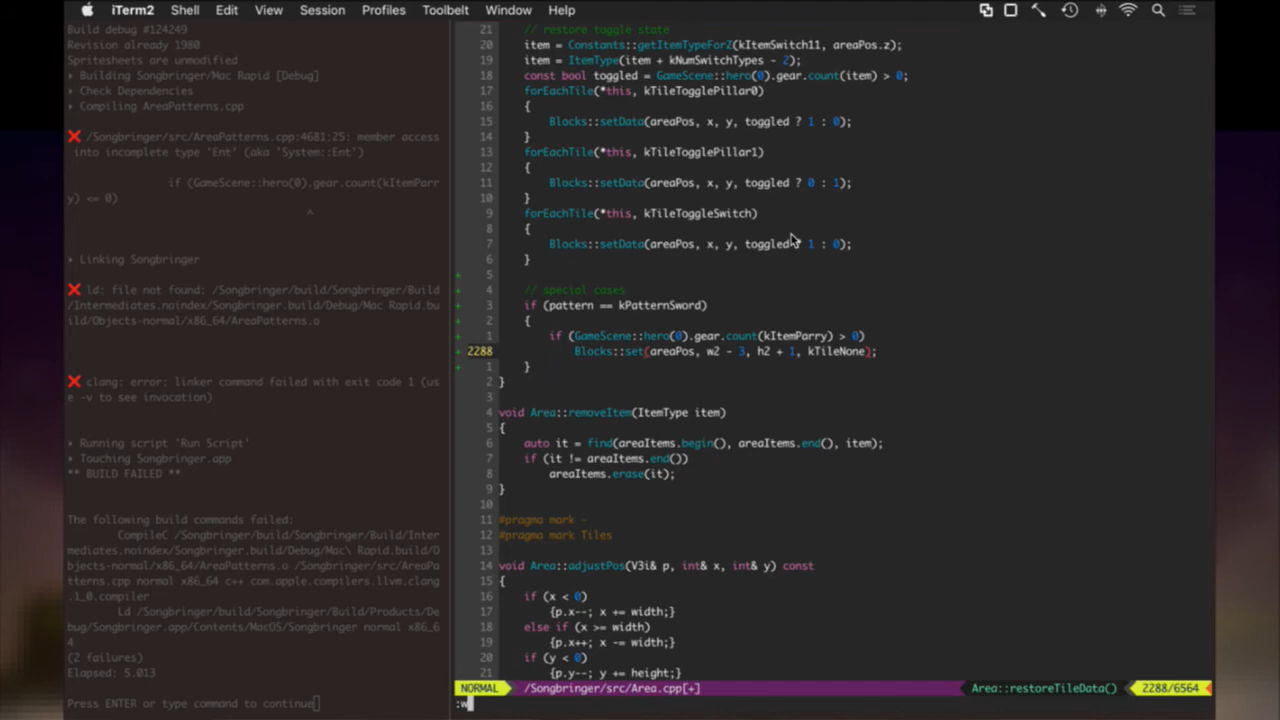 iTerm2 Shell Edit View Session Profiles Toolbelt Window Help
Build debug #124249
Revision already 1980
Spritesheets are unmodified
▸ Building Songbringer/Mac Rapid [Debug]
▸ Check Dependencies
▸ Compiling AreaPatterns.cpp
❌ /Songbringer/src/AreaPatterns.cpp:4681:25: member access
into incomplete type 'Ent' (aka 'System::Ent')
if (GameScene::hero(0).gear.count(kItemParr
y) <= 0)
^
▸ Linking Songbringer
❌ ld: file not found: /Songbringer/build/Songbringer/Build
/Intermediates.noindex/Songbringer.build/Debug/Mac Rapid.bu
ild/Objects-normal/x86_64/AreaPatterns.o
❌ clang: error: linker command failed with exit code 1 (us
e -v to see invocation)
▸ Running script 'Run Script'
▸ Touching Songbringer.app
** BUILD FAILED **
The following build commands failed:
CompileC /Songbringer/build/Songbringer/Build/Inter
mediates.noindex/Songbringer.build/Debug/Mac\ Rapid.build/O
bjects-normal/x86_64/AreaPatterns.o /Songbringer/src/AreaPa
tterns.cpp normal x86_64 c++ com.apple.compilers.llvm.clang
.1_0.compiler
Ld /Songbringer/build/Songbringer/Build/Products/De
bug/Songbringer.app/Contents/MacOS/Songbringer normal x86_6
4
(2 failures)
Elapsed: 5.013
Press ENTER or type command to continue
21 // restore toggle state
20 item = Constants::getItemTypeForZ(kItemSwitch11, areaPos.z);
19 item = ItemType(item + kNumSwitchTypes - 2);
18 const bool toggled = GameScene::hero(0).gear.count(item) > 0;
17 forEachTile(*this, kTileTogglePillar0)
16 {
15 Blocks::setData(areaPos, x, y, toggled ? 1 : 0);
14 }
13 forEachTile(*this, kTileTogglePillar1)
12 {
11 Blocks::setData(areaPos, x, y, toggled ? 0 : 1);
10 }
9 forEachTile(*this, kTileToggleSwitch)
8 {
7 Blocks::setData(areaPos, x, y, toggled ? 1 : 0);
6 }
+ 5
+ 4 // special cases
+ 3 if (pattern == kPatternSword)
+ 2 {
+ 1 if (GameScene::hero(0).gear.count(kItemParry) > 0)
+ 2288 Blocks::set(areaPos, w2 - 3, h2 + 1, kTileNone);
+ 1 }
2 }
3
4 void Area::removeItem(ItemType item)
5 {
6 auto it = find(areaItems.begin(), areaItems.end(), item);
7 if (it != areaItems.end())
8 areaItems.erase(it);
9 }
10
11 #pragma mark -
12 #pragma mark Tiles
13
14 void Area::adjustPos(V3i& p, int& x, int& y) const
15 {
16 if (x < 0)
17 {p.x--; x += width;}
18 else if (x >= width)
19 {p.x++; x -= width;}
20 if (y < 0)
21 {p.y--; y += height;}
NORMAL /Songbringer/src/Area.cpp[+] Area::restoreTileData() 2288/6564
:w